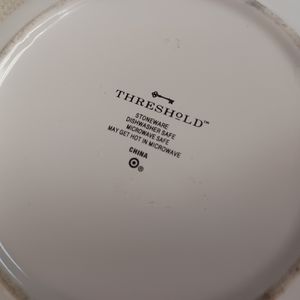 THRESHOLD™
STONEWARE
DISHWASHER SAFE
MICROWAVE SAFE
MAY GET HOT IN MICROWAVE
CHINA
®